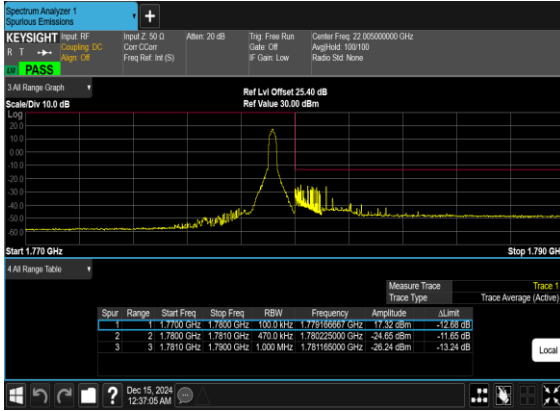 Spectrum Analyzer 1
Spurious Emissions
+
KEYSIGHT
R T
PASS
Input: RF
Coupling: DC
Align: Off
Input Z: 50 Ω
Corr CCorr
Freq Ref: Int (S)
Atten: 20 dB
Trig: Free Run
Gate: Off
IF Gain: Low
Center Freq: 22.005000000 GHz
Avg|Hold: 100/100
Radio Std: None
3 All Range Graph
Scale/Div 10.0 dB
Ref Lvl Offset 25.40 dB
Ref Value 30.00 dBm
Log
20.0
10.0
0.00
-10.0
-20.0
-30.0
-40.0
-50.0
-60.0
Start 1.770 GHz
Stop 1.790 GH
4 All Range Table
Measure Trace Trace 1
Trace Type Trace Average (Active)
Spur Range Start Freq Stop Freq RBW Frequency Amplitude ΔLimit
1 1 1.7700 GHz 1.7800 GHz 100.0 kHz 1.779166667 GHz 17.32 dBm -12.68 dB
2 2 1.7800 GHz 1.7810 GHz 470.0 kHz 1.780225000 GHz -24.65 dBm -11.65 dB
3 3 1.7810 GHz 1.7900 GHz 1.000 MHz 1.781165000 GHz -26.24 dBm -13.24 dB
Local
?
Dec 15, 2024
12:37:05 AM